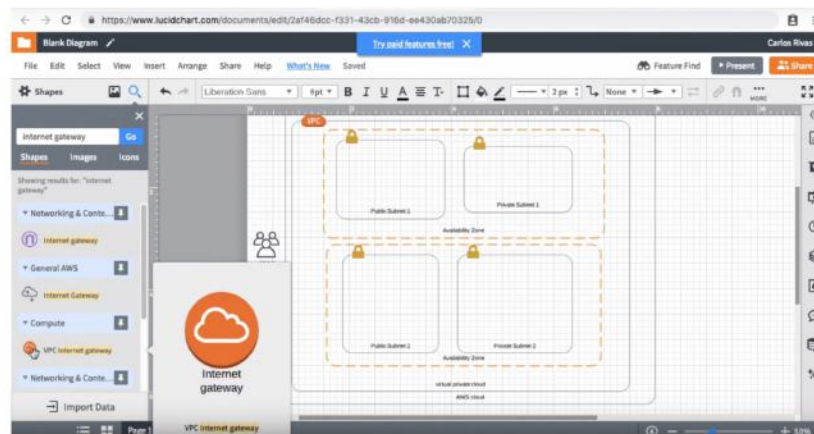 https://www.lucidchart.com/documents/edit/2af46dcc-f331-43cb-916d-ee430ab70325/0
Blank Diagram
Try paid features free! X
Carlos Rivas
File Edit Select View Insert Arrange Share Help What's New Saved
Feature Find
Present
Share
Shapes
Liberation Sans
9pt
B I U A T
2 px
None
MORE
internet gateway
Go
Shapes Images Icons
Showing results for: "internet
gateway"
Networking & Conte...
Internet gateway
General AWS
Internet Gateway
Compute
VPC Internet gateway
Networking & Conte...
Import Data
Page 1
Internet
gateway
VPC Internet gateway
VPC
Public Subnet 1
Private Subnet 1
Availability Zone
Public Subnet 2
Private Subnet 2
Availability Zone
virtual private cloud
AWS cloud